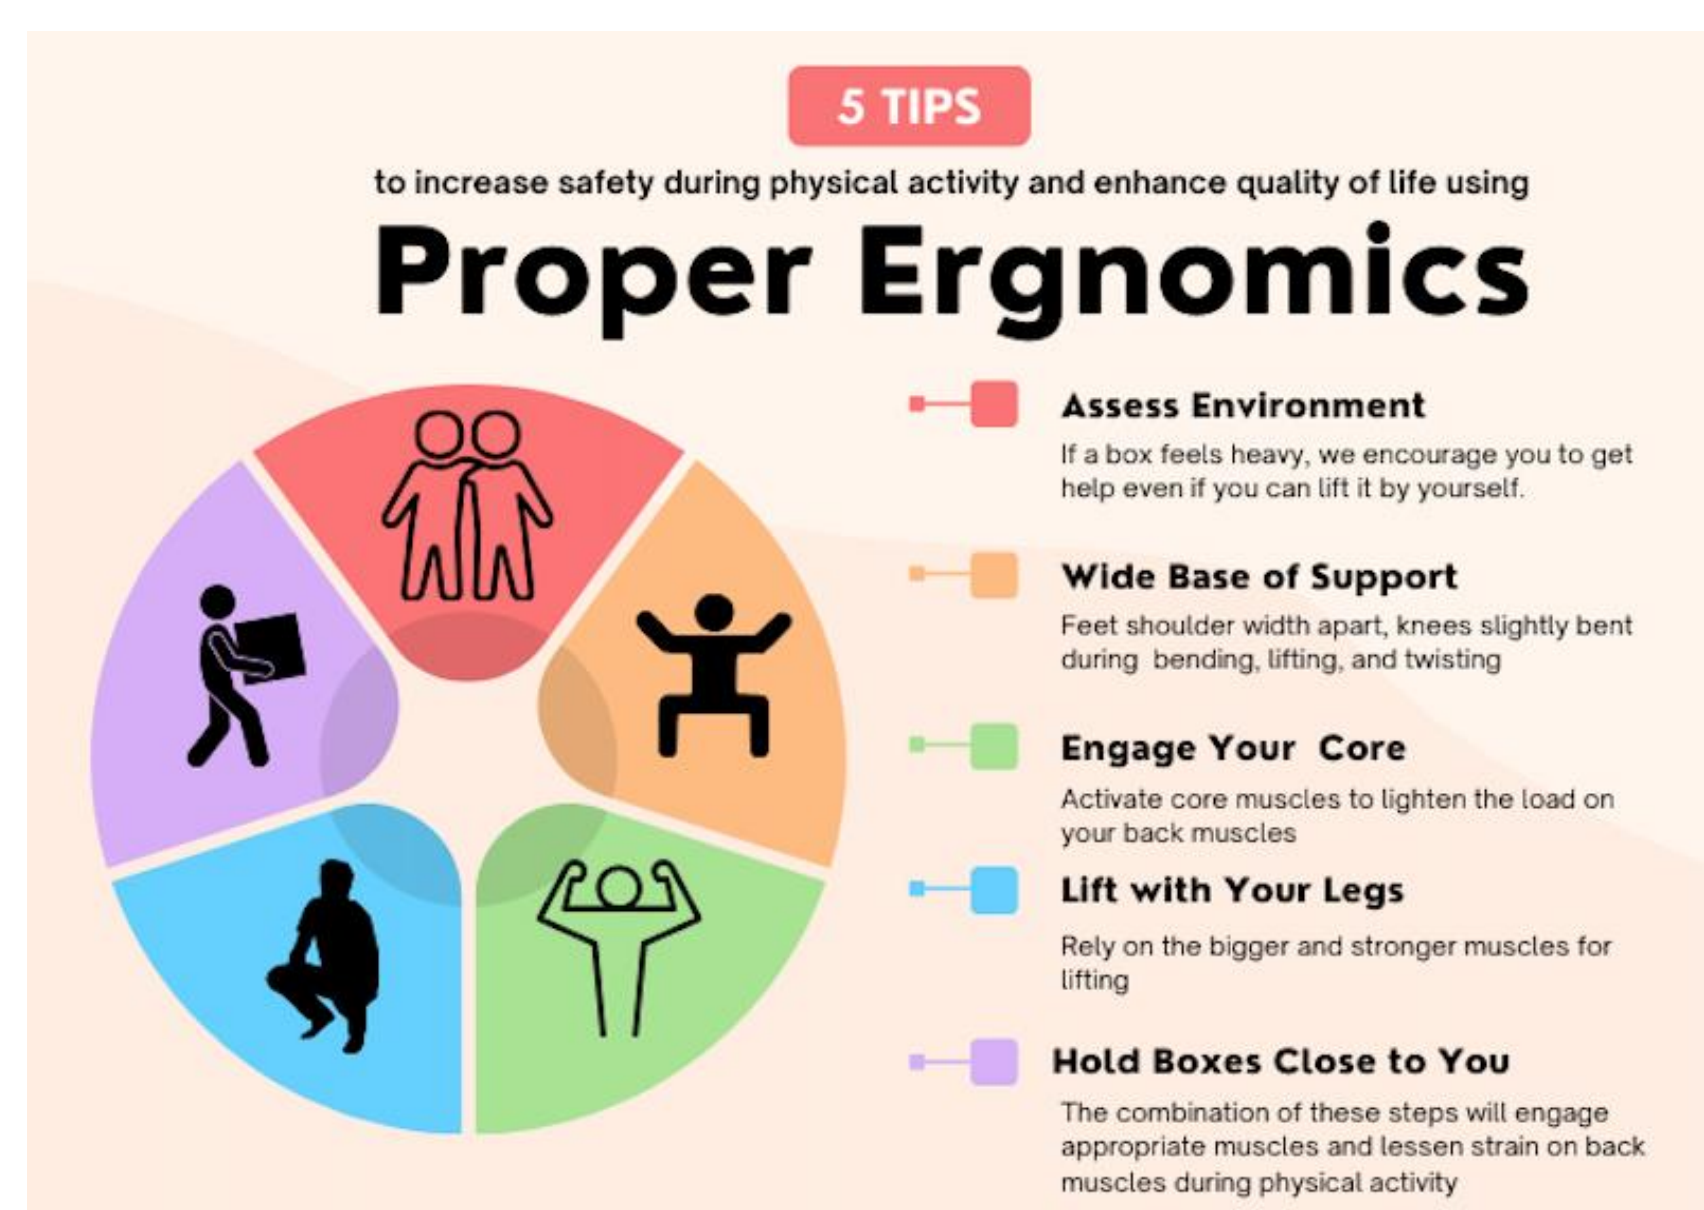 5 TIPS
to increase safety during physical activity and enhance quality of life using
Proper Ergnomics
Assess Environment
If a box feels heavy, we encourage you to get
help even if you can lift it by yourself.
Wide Base of Support
Feet shoulder width apart, knees slightly bent
during bending, lifting, and twisting
Engage Your Core
Activate core muscles to lighten the load on
your back muscles
Lift with Your Legs
Rely on the bigger and stronger muscles for
lifting
Hold Boxes Close to You
The combination of these steps will engage
appropriate muscles and lessen strain on back
muscles during physical activity